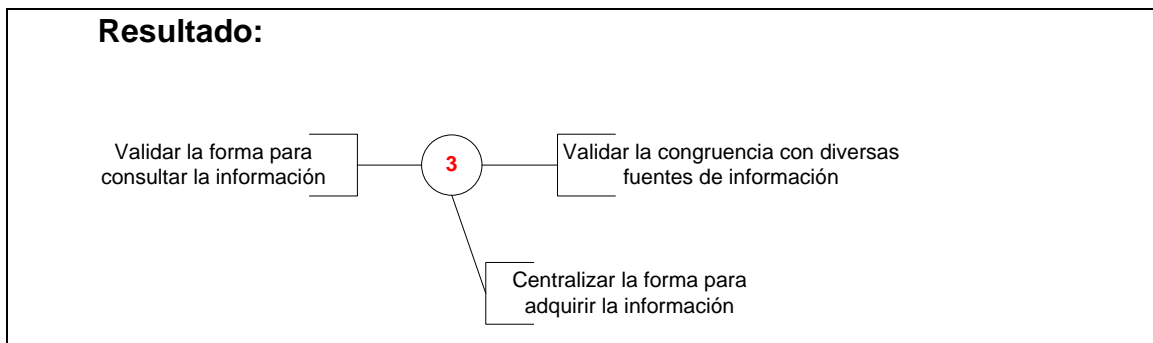 Resultado:
Validar la forma para
consultar la información
3
Validar la congruencia con diversas
fuentes de información
Centralizar la forma para
adquirir la información